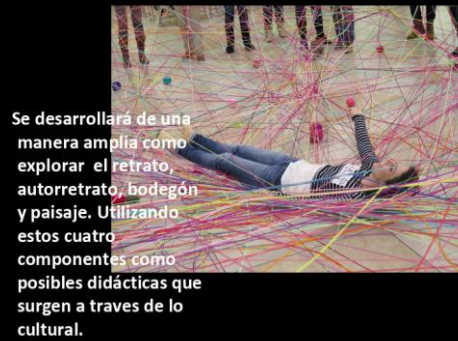 Se desarrollará de una
manera amplia como
explorar el retrato,
autorretrato, bodegón
y paisaje. Utilizando
estos cuatro
componentes como
posibles didácticas que
surgen a traves de lo
cultural.